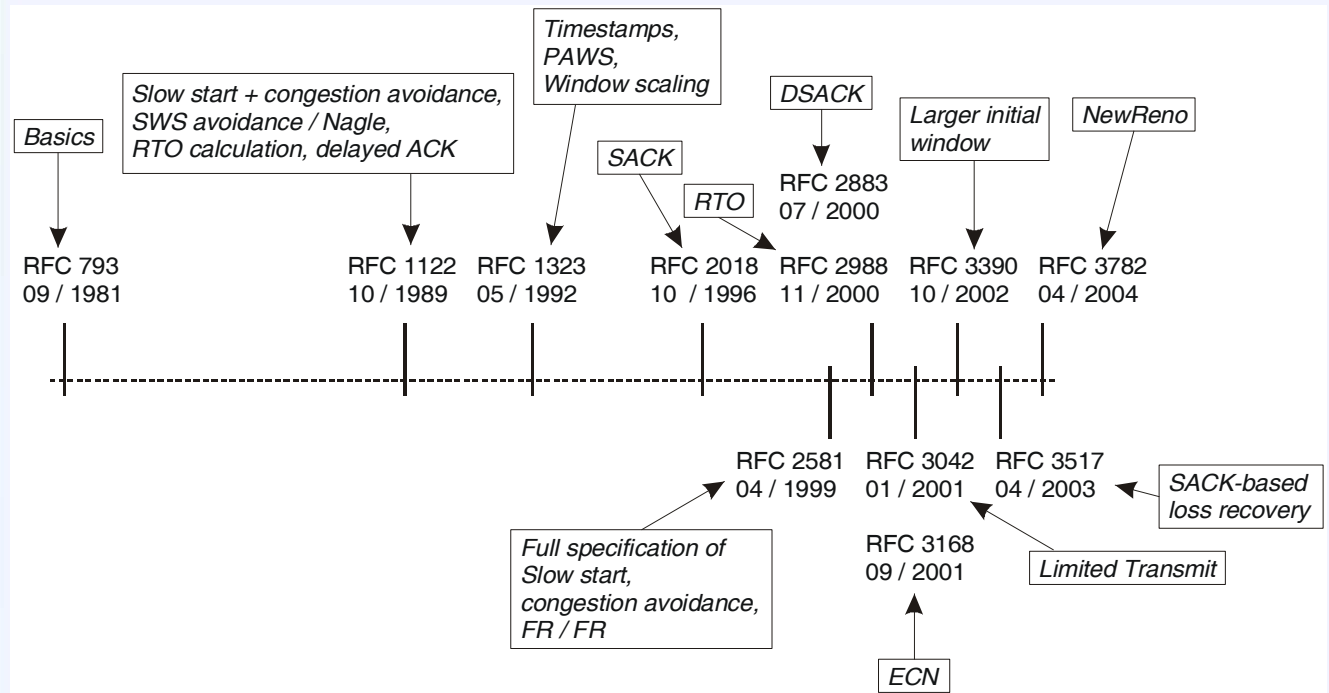 Timestamps,
PAWS,
Window scaling
Slow start + congestion avoidance,
SWS avoidance / Nagle,
RTO calculation, delayed ACK
Basics
DSACK
Larger initial
window
NewReno
SACK
RTO
RFC 2883
07 / 2000
RFC 793
09 / 1981
RFC 1122
10 / 1989
RFC 1323
05 / 1992
RFC 2018
10 / 1996
RFC 2988
11 / 2000
RFC 3390
10 / 2002
RFC 3782
04 / 2004
RFC 2581
04 / 1999
RFC 3042
01 / 2001
RFC 3517
04 / 2003
SACK-based
loss recovery
Full specification of
Slow start,
congestion avoidance,
FR / FR
RFC 3168
09 / 2001
Limited Transmit
ECN